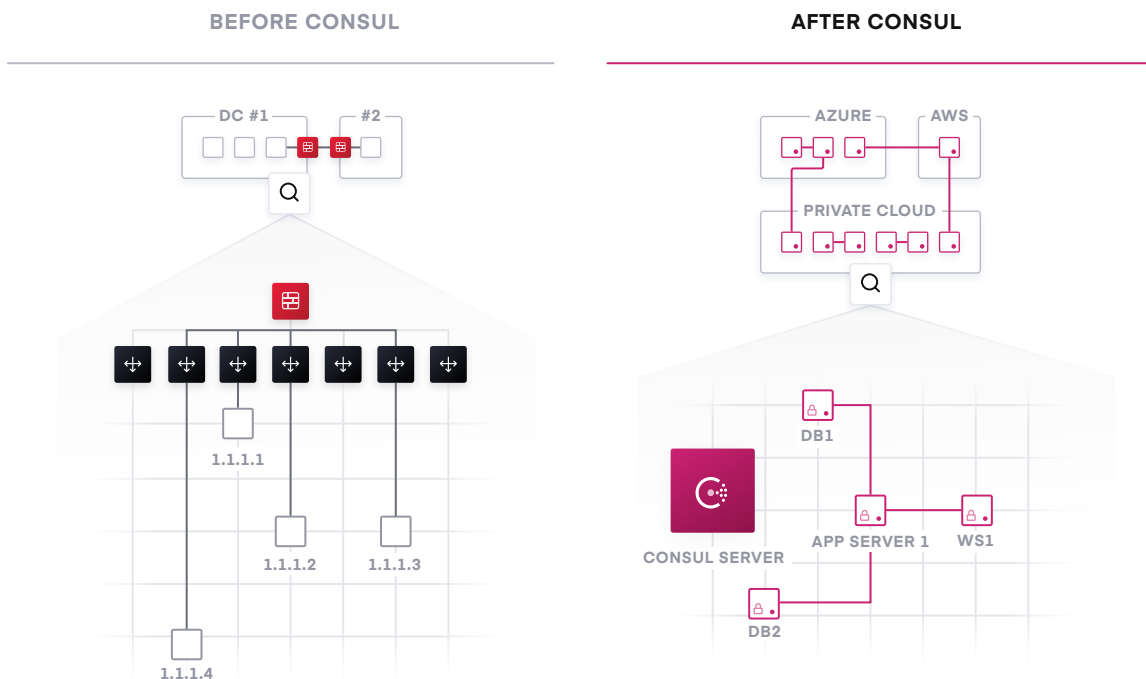 BEFORE CONSUL
DC #1
#2
1.1.1.1
1.1.1.2
1.1.1.3
1.1.1.4
AFTER CONSUL
AZURE
AWS
PRIVATE CLOUD
DB1
APP SERVER 1
WS1
CONSUL SERVER
DB2